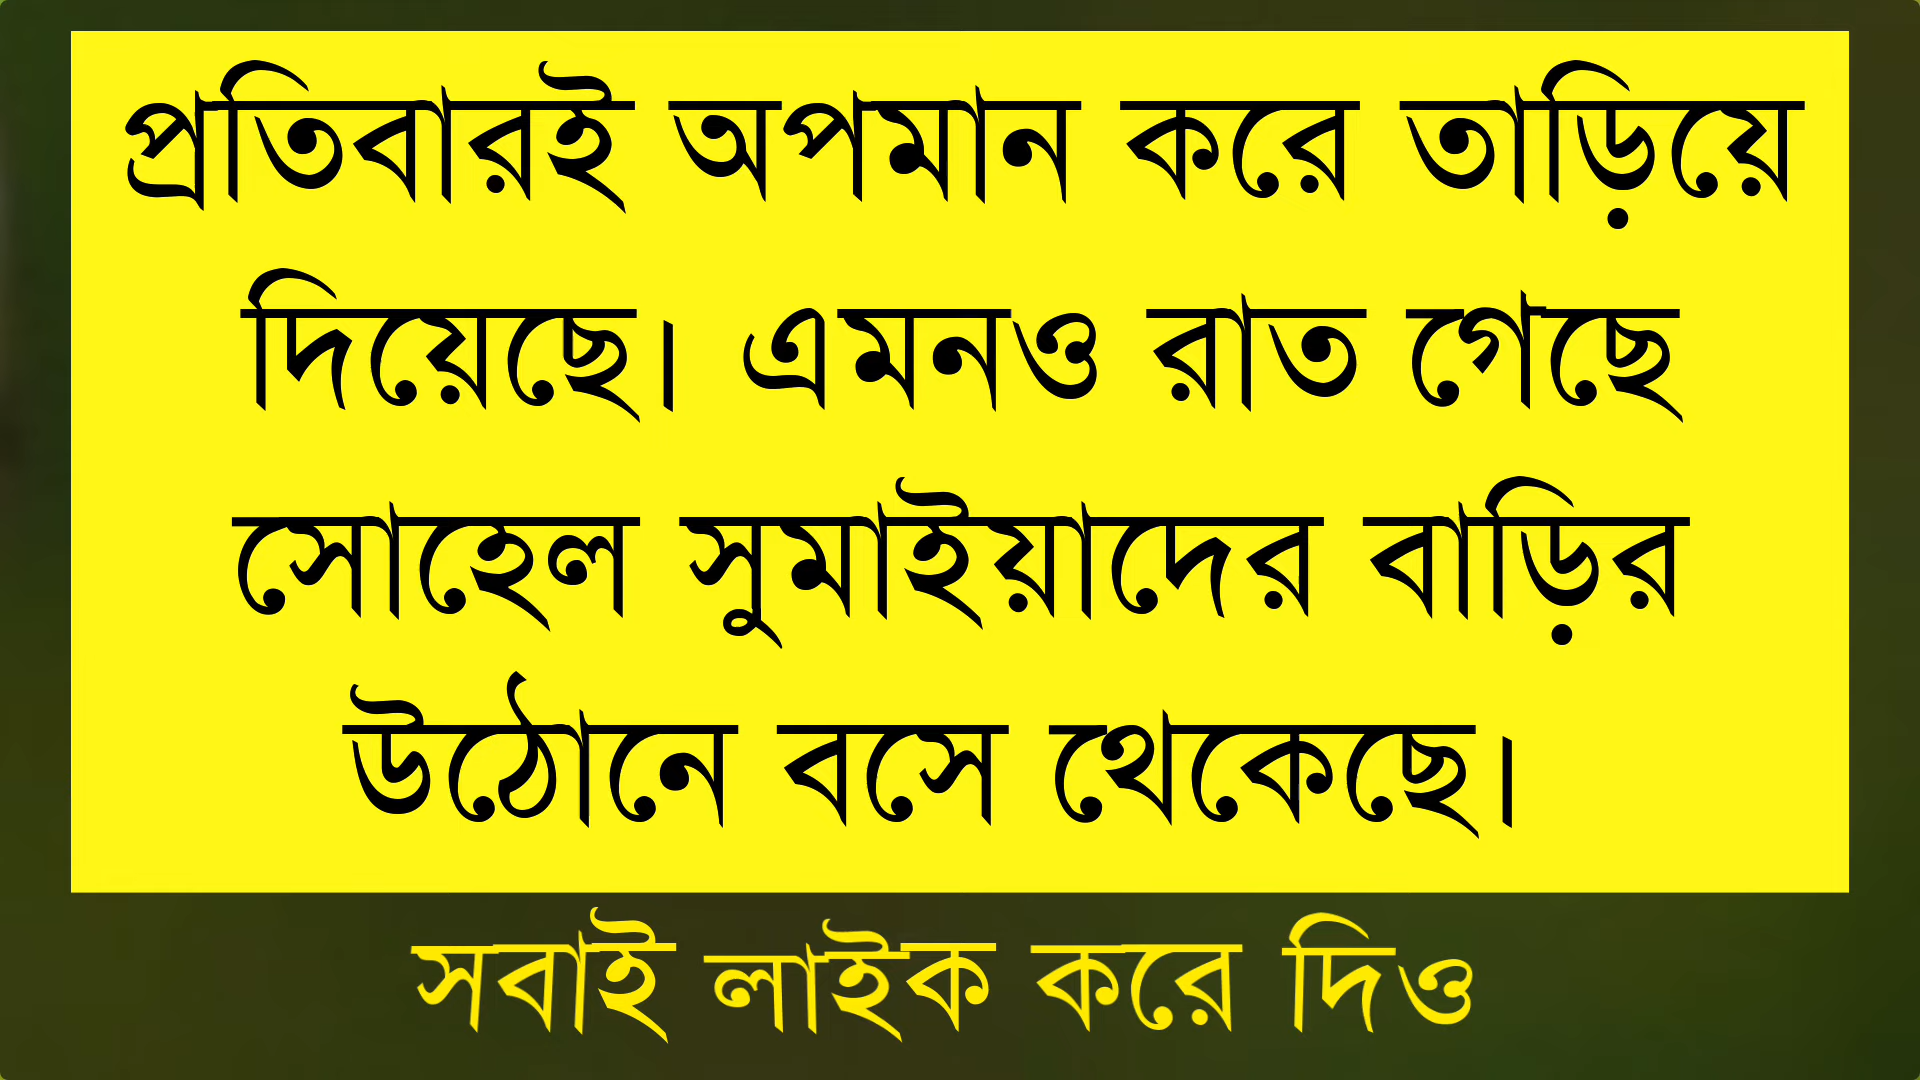 প্রতিবারই অপমান করে তাড়িয়ে
দিয়েছে। এমনও রাত গেছে
সোহেল সুমাইয়াদের বাড়ির
উঠোনে বসে থেকেছে।
সবাই লাইক করে দিও